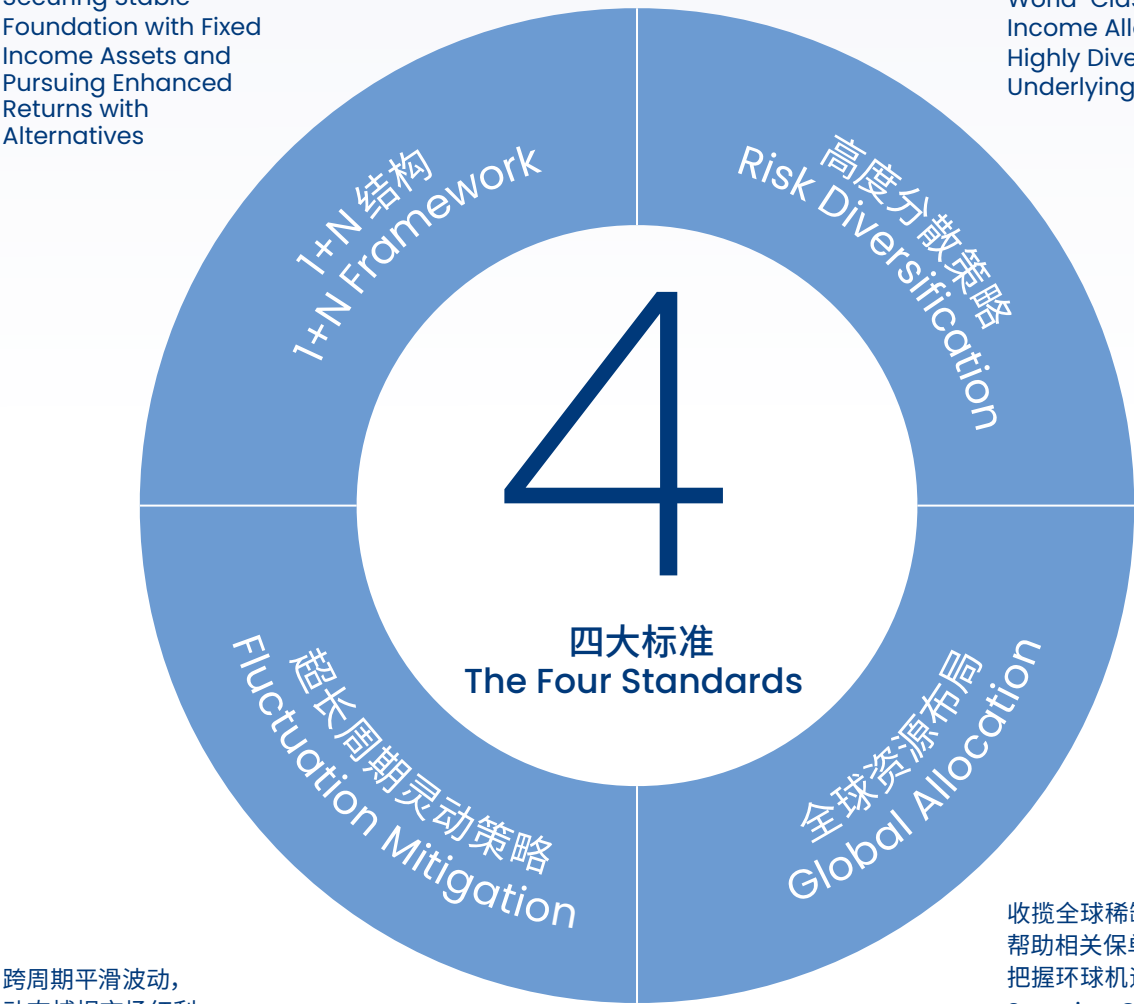 Securing Stable
Foundation with Fixed
Income Assets and
Pursuing Enhanced
Returns with
Alternatives
Income
Highly
Underlying
1+N 结构
1+N Framework
高度分散策略
Risk Diversification
4
四大标准
The Four Standards
超长周期灵动策略
Fluctuation Mitigation
全球资源布局
Global Allocation
跨周期平滑波动，
收揽全球稀
帮助相关保单
把握环球机